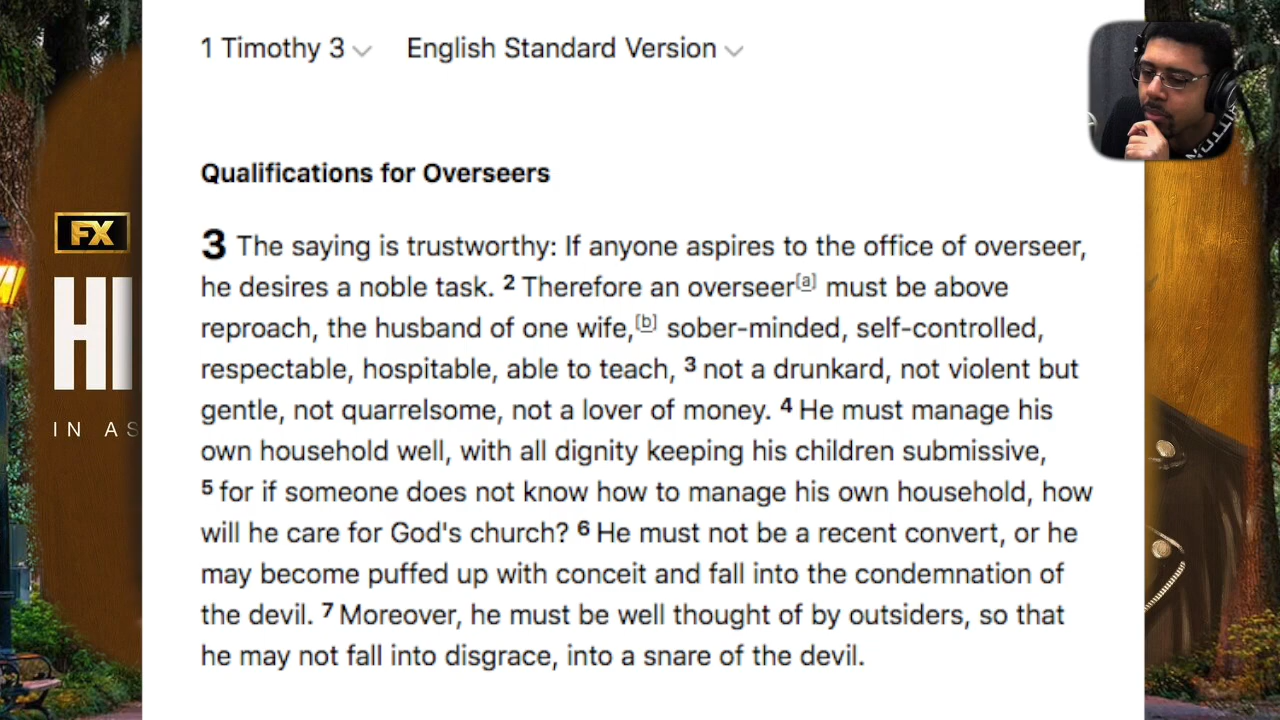 1 Timothy 3 English Standard Version
Qualifications for Overseers
3 The saying is trustworthy: If anyone aspires to the office of overseer,
he desires a noble task. 2 Therefore an overseer[a] must be above
reproach, the husband of one wife,[b] sober-minded, self-controlled,
respectable, hospitable, able to teach, 3 not a drunkard, not violent but
gentle, not quarrelsome, not a lover of money. 4 He must manage his
own household well, with all dignity keeping his children submissive,
5 for if someone does not know how to manage his own household, how
will he care for God's church? 6 He must not be a recent convert, or he
may become puffed up with conceit and fall into the condemnation of
the devil. 7 Moreover, he must be well thought of by outsiders, so that
he may not fall into disgrace, into a snare of the devil.
FX
HI
IN AS